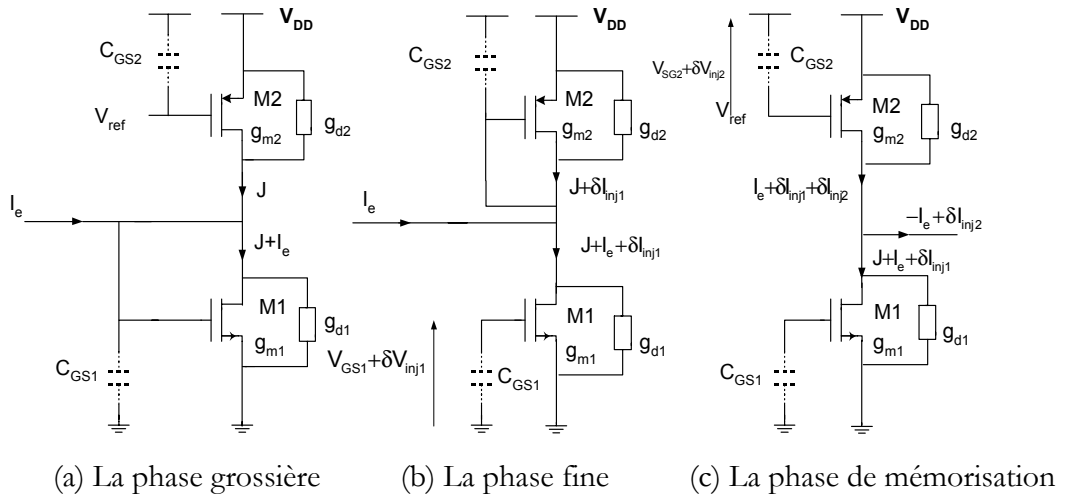 V_DD
C_GS2
V_ref
M2
g_m2
g_d2
J
I_e
J+I_e
M1
g_m1
g_d1
C_GS1
(a) La phase grossière
V_DD
C_GS2
M2
g_m2
g_d2
J+δI_inj1
I_e
J+I_e+δI_inj1
M1
g_m1
g_d1
V_GS1+δV_inj1
C_GS1
(b) La phase fine
V_DD
C_GS2
V_SG2+δV_inj2
V_ref
M2
g_m2
g_d2
I_e+δI_inj1+δI_inj2
−I_e+δI_inj2
J+I_e+δI_inj1
M1
g_m1
g_d1
C_GS1
(c) La phase de mémorisation